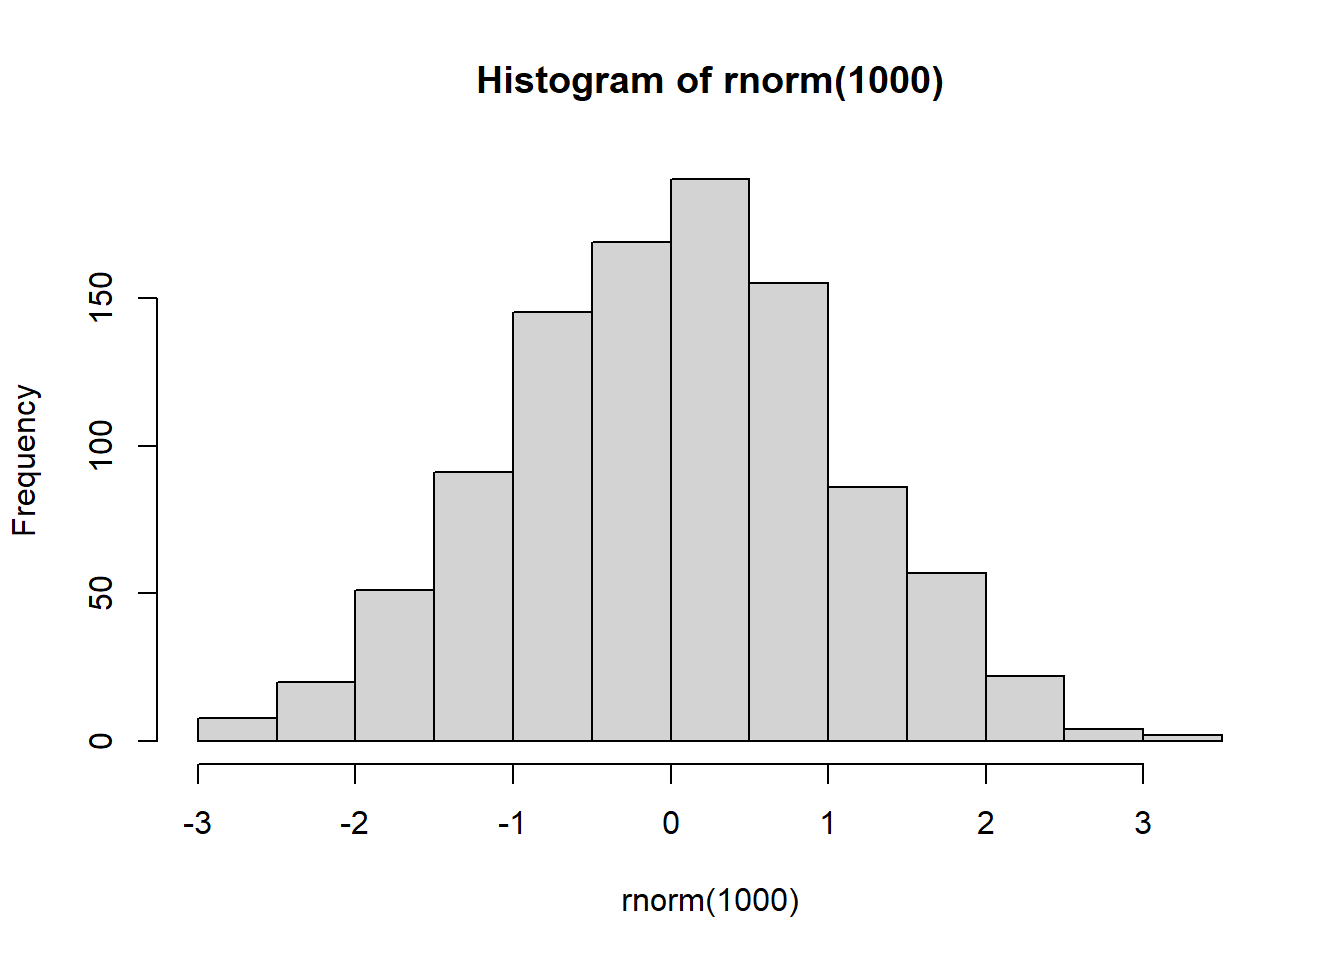 Histogram of rnorm(1000)
Frequency
150
100
50
0
-3 -2 -1 0 1 2 3
rnorm(1000)